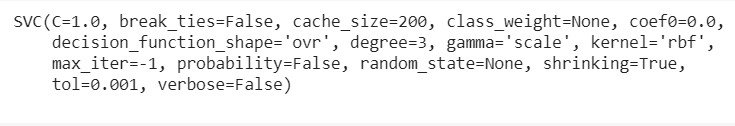 SVC(C=1.0, break_ties=False, cache_size=200, class_weight=None, coef0=0.0,
decision_function_shape='ovr', degree=3, gamma='scale', kernel='rbf',
max_iter=-1, probability=False, random_state=None, shrinking=True,
tol=0.001, verbose=False)